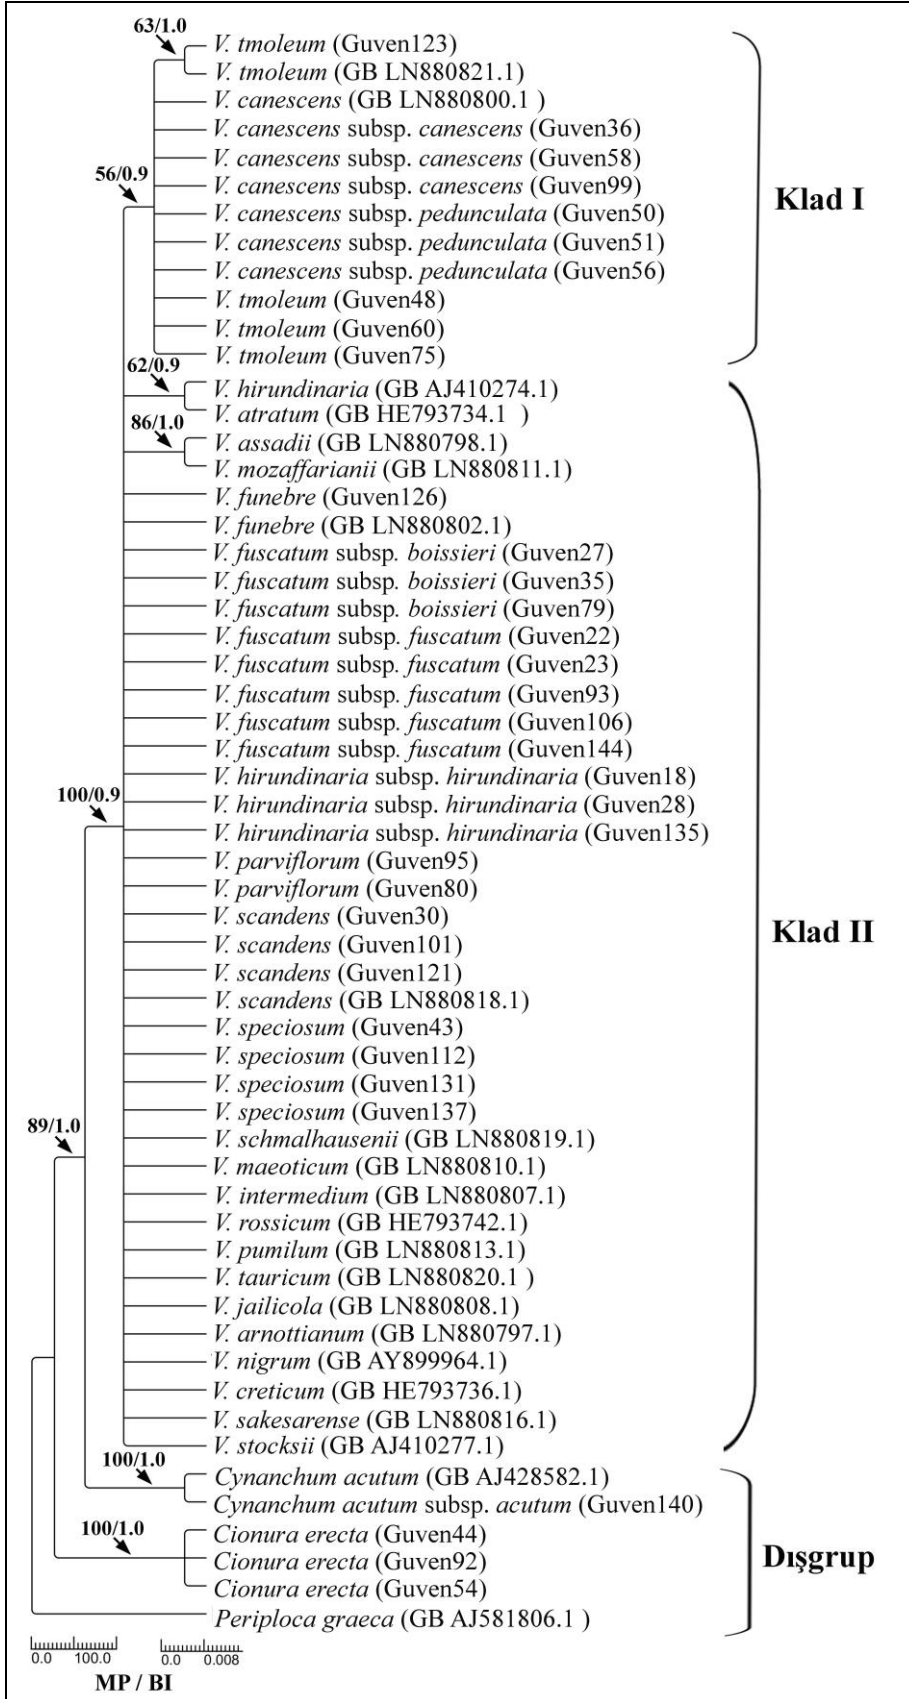 63/1.0
V. tmoleum (Guven123)
V. tmoleum (GB LN880821.1)
V. canescens (GB LN880800.1 )
V. canescens subsp. canescens (Guven36)
V. canescens subsp. canescens (Guven58)
56/0.9
V. canescens subsp. canescens (Guven99)
Klad I
V. canescens subsp. pedunculata (Guven50)
V. canescens subsp. pedunculata (Guven51)
V. canescens subsp. pedunculata (Guven56)
V. tmoleum (Guven48)
V. tmoleum (Guven60)
V. tmoleum (Guven75)
62/0.9
V. hirundinaria (GB AJ410274.1)
V. atratum (GB HE793734.1 )
86/1.0
V. assadii (GB LN880798.1)
V. mozaffarianii (GB LN880811.1)
V. funebre (Guven126)
V. funebre (GB LN880802.1)
V. fuscatum subsp. boissieri (Guven27)
V. fuscatum subsp. boissieri (Guven35)
V. fuscatum subsp. boissieri (Guven79)
V. fuscatum subsp. fuscatum (Guven22)
V. fuscatum subsp. fuscatum (Guven23)
V. fuscatum subsp. fuscatum (Guven93)
V. fuscatum subsp. fuscatum (Guven106)
V. fuscatum subsp. fuscatum (Guven144)
V. hirundinaria subsp. hirundinaria (Guven18)
100/0.9
V. hirundinaria subsp. hirundinaria (Guven28)
V. hirundinaria subsp. hirundinaria (Guven135)
V. parviflorum (Guven95)
V. parviflorum (Guven80)
V. scandens (Guven30)
Klad II
V. scandens (Guven101)
V. scandens (Guven121)
V. scandens (GB LN880818.1)
V. speciosum (Guven43)
V. speciosum (Guven112)
V. speciosum (Guven131)
V. speciosum (Guven137)
89/1.0
V. schmalhausenii (GB LN880819.1)
V. maeoticum (GB LN880810.1)
V. intermedium (GB LN880807.1)
V. rossicum (GB HE793742.1)
V. pumilum (GB LN880813.1)
V. tauricum (GB LN880820.1 )
V. jailicola (GB LN880808.1)
V. arnottianum (GB LN880797.1)
V. nigrum (GB AY899964.1)
V. creticum (GB HE793736.1)
V. sakesarense (GB LN880816.1)
V. stocksii (GB AJ410277.1)
100/1.0
Cynanchum acutum (GB AJ428582.1)
Cynanchum acutum subsp. acutum (Guven140)
100/1.0
Cionura erecta (Guven44)
Cionura erecta (Guven92)
Dışgrup
Cionura erecta (Guven54)
Periploca graeca (GB AJ581806.1 )
0.0 100.0 0.0 0.008
MP / BI